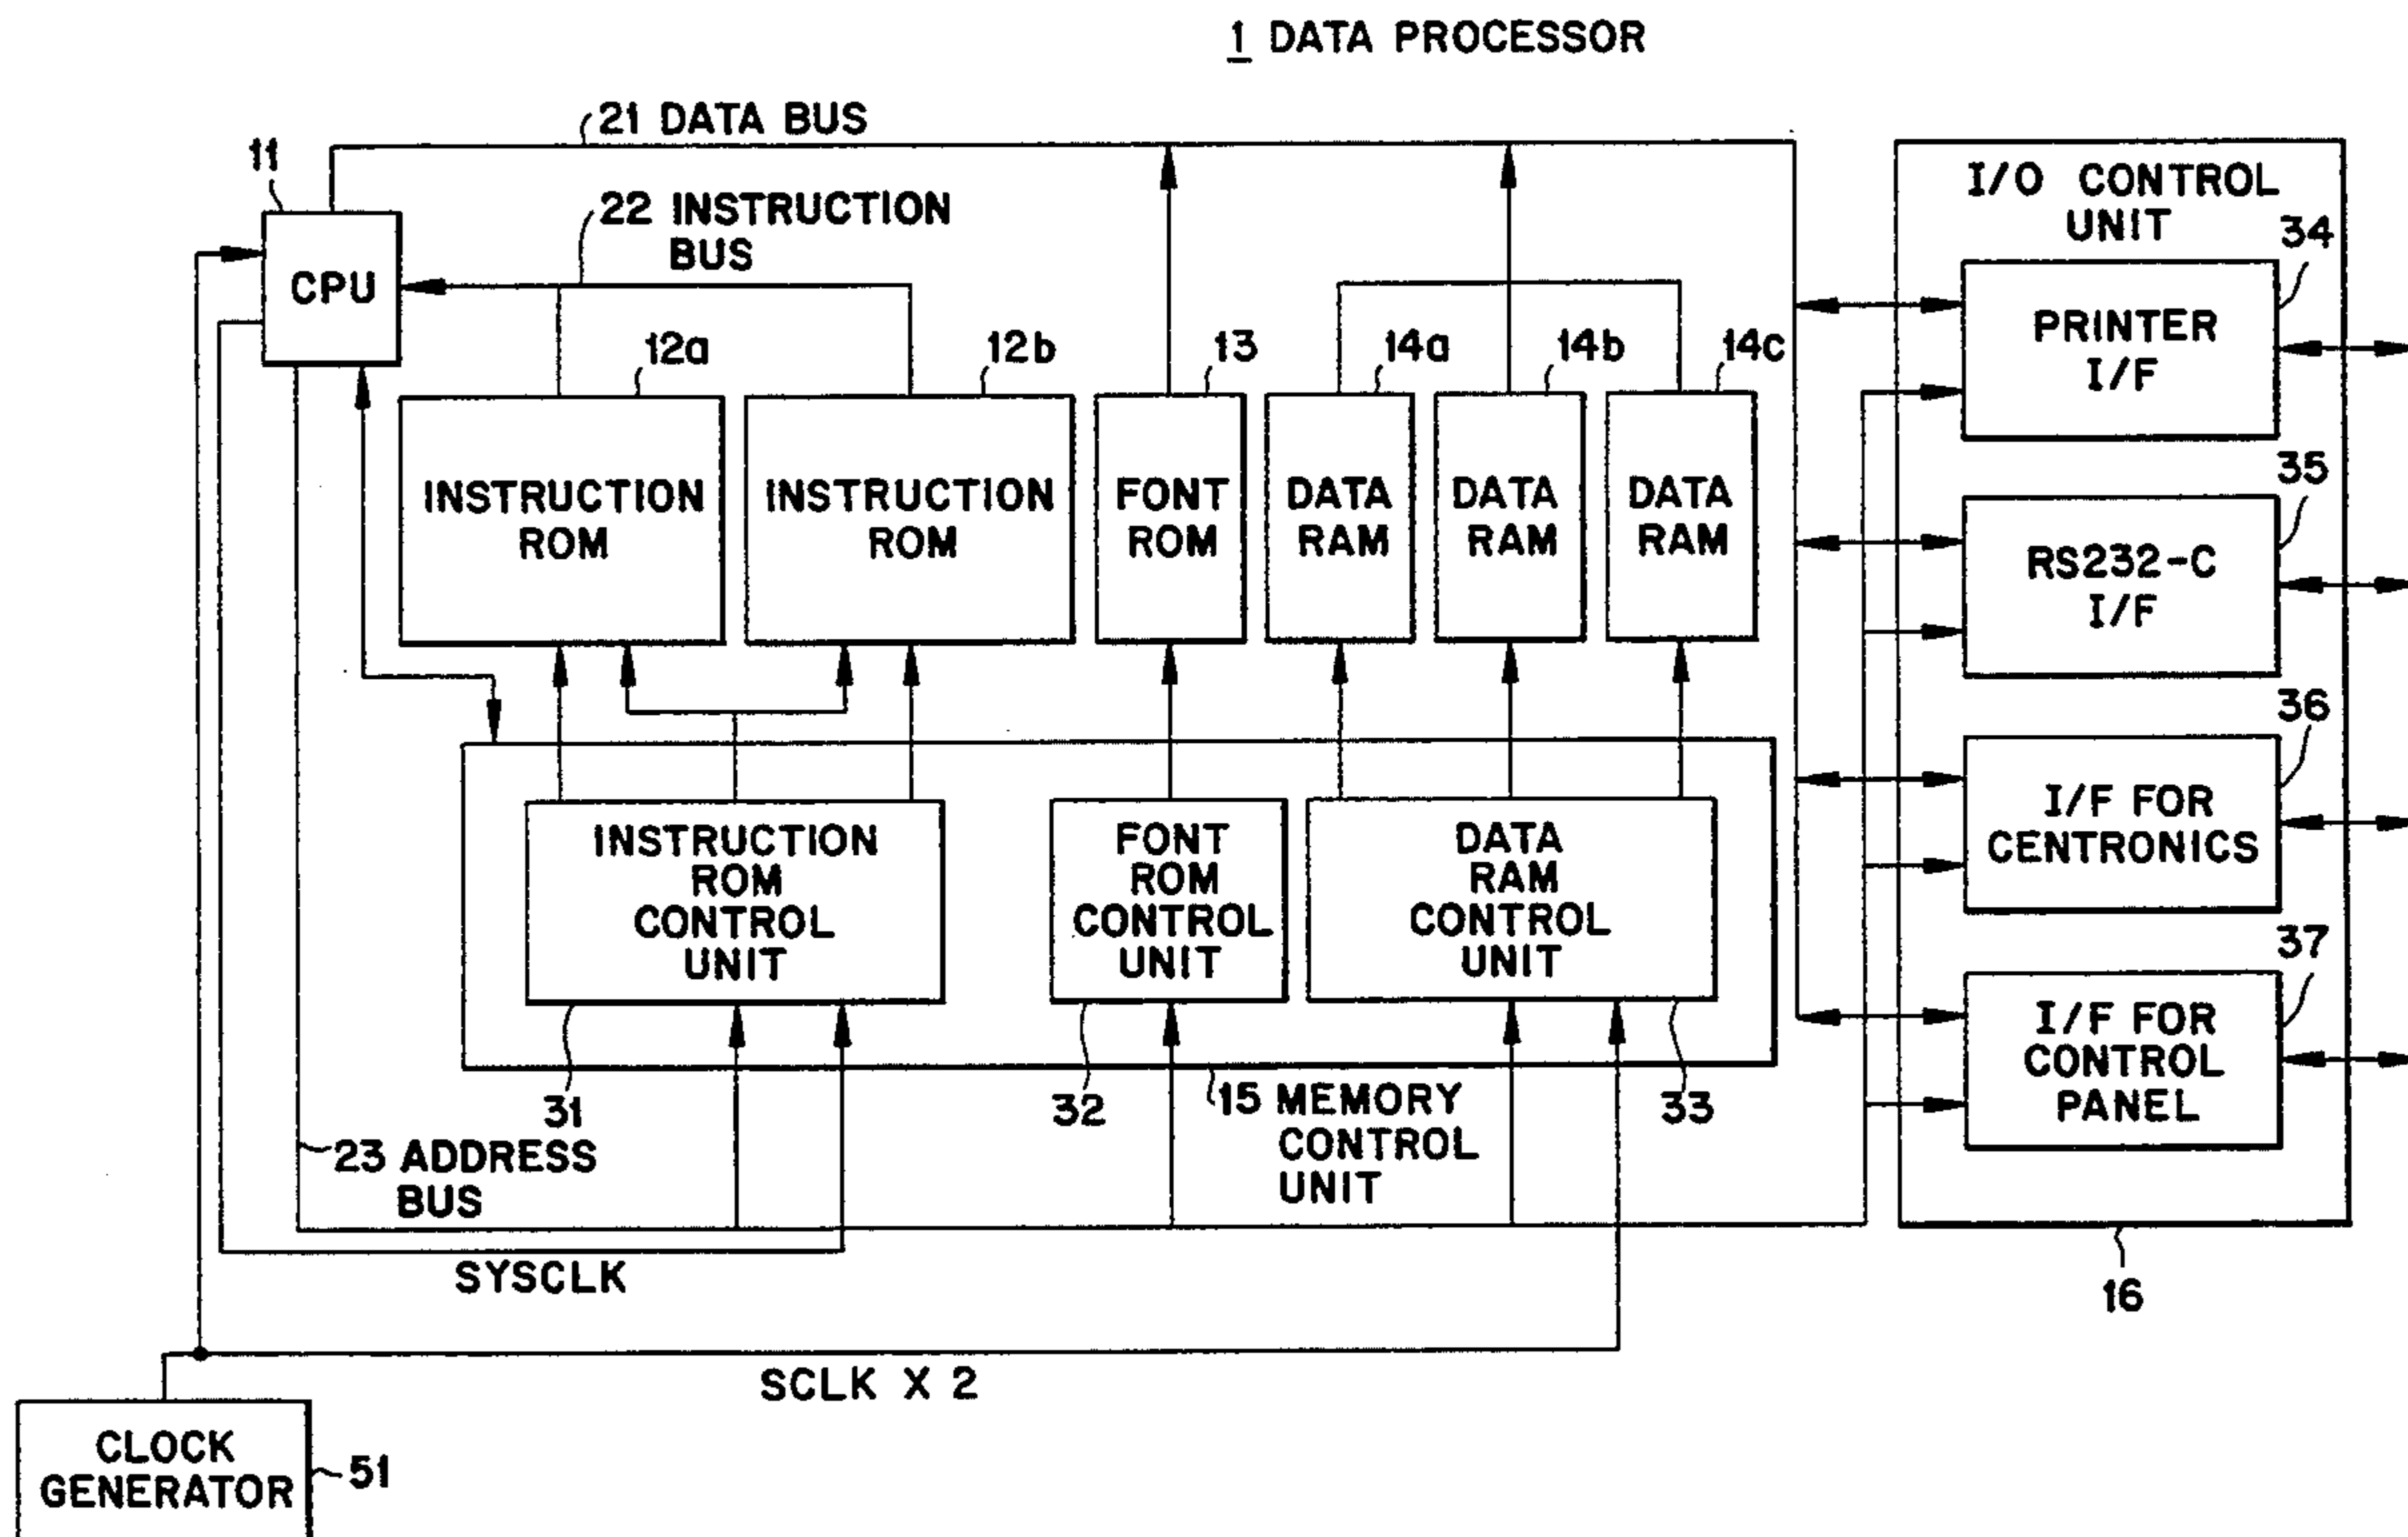 1 DATA PROCESSOR
21 DATA BUS
11
I/O CONTROL
UNIT
22 INSTRUCTION
BUS
34
CPU
12a
12b
13
14a
14b
14c
PRINTER
I/F
INSTRUCTION
ROM
INSTRUCTION
ROM
FONT
ROM
DATA
RAM
DATA
RAM
DATA
RAM
35
RS232-C
I/F
36
I/F FOR
CENTRONICS
INSTRUCTION
ROM
CONTROL
UNIT
FONT
ROM
CONTROL
UNIT
DATA
RAM
CONTROL
UNIT
37
I/F FOR
CONTROL
PANEL
31
32
15 MEMORY
CONTROL
UNIT
33
23 ADDRESS
BUS
SYSCLK
16
SCLK X 2
CLOCK
GENERATOR
51